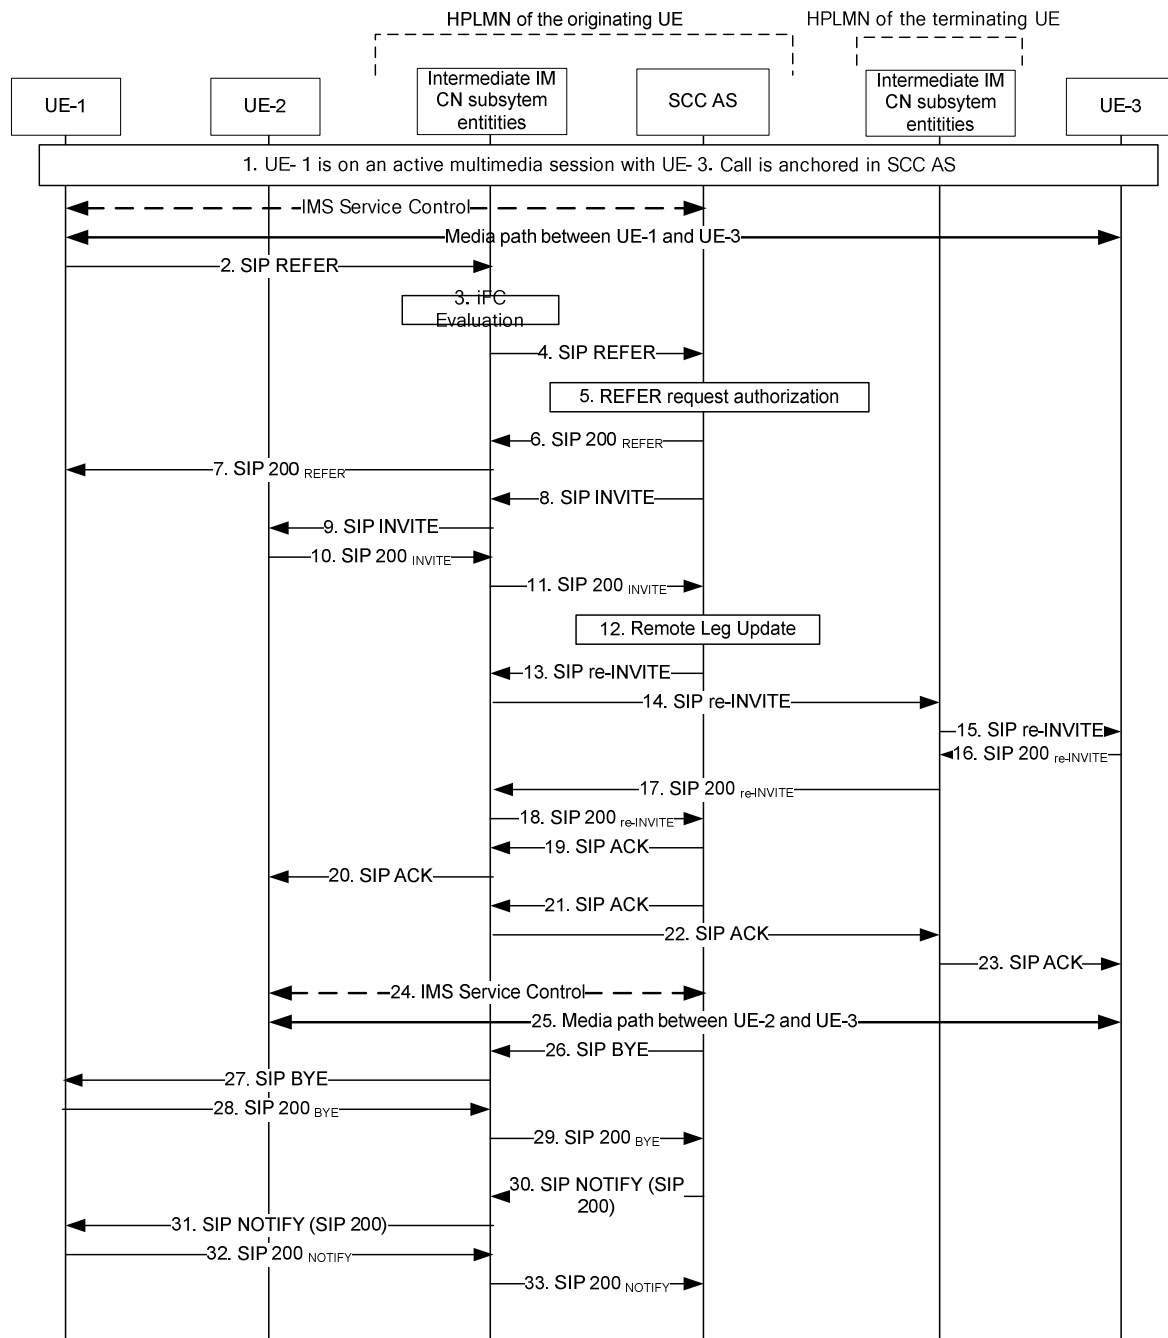 HPLMN of the originating UE
HPLMN of the terminating UE
UE-1
UE-2
Intermediate IM
CN subsytem
entitities
SCC AS
Intermediate IM
CN subsytem
entitities
UE-3
1. UE- 1 is on an active multimedia session with UE- 3. Call is anchored in SCC AS
IMS Service Control
Media path between UE-1 and UE-3
2. SIP REFER
3. iFC
Evaluation
4. SIP REFER
5. REFER request authorization
6. SIP 200 REFER
7. SIP 200 REFER
8. SIP INVITE
9. SIP INVITE
10. SIP 200 INVITE
11. SIP 200 INVITE
12. Remote Leg Update
13. SIP re-INVITE
14. SIP re-INVITE
15. SIP re-INVITE
16. SIP 200 re-INVITE
17. SIP 200 re-INVITE
18. SIP 200 re-INVITE
19. SIP ACK
20. SIP ACK
21. SIP ACK
22. SIP ACK
23. SIP ACK
24. IMS Service Control
25. Media path between UE-2 and UE-3
26. SIP BYE
27. SIP BYE
28. SIP 200 BYE
29. SIP 200 BYE
30. SIP NOTIFY (SIP
200)
31. SIP NOTIFY (SIP 200)
32. SIP 200 NOTIFY
33. SIP 200 NOTIFY